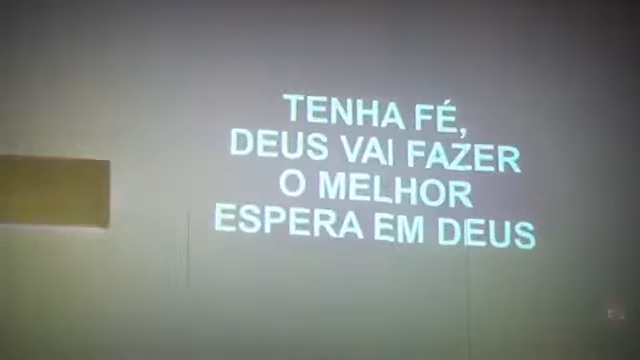 TENHA FÉ,
DEUS VAI FAZER
O MELHOR
ESPERA EM DEUS